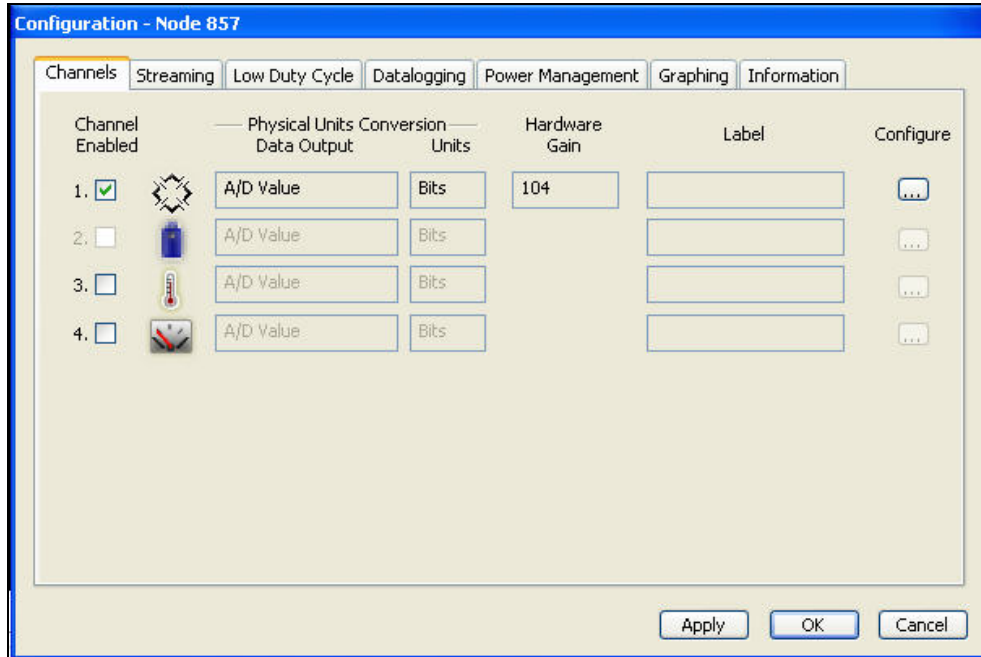 Configuration - Node 857
Channels Streaming Low Duty Cycle Datalogging Power Management Graphing Information
Channel Enabled Physical Units Conversion Data Output Units Hardware Gain Label Configure
1. A/D Value Bits 104 ...
2. A/D Value Bits ...
3. A/D Value Bits ...
4. A/D Value Bits ...
Apply OK Cancel